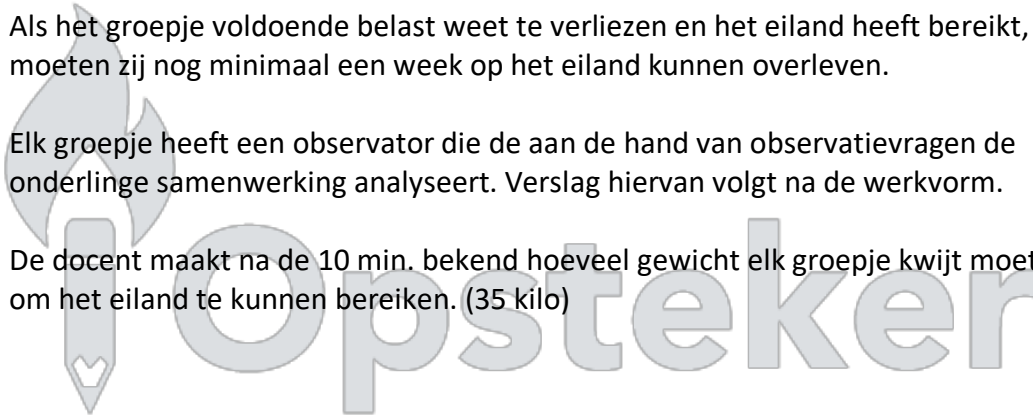 Als het groepje voldoende belast weet te verliezen en het eiland heeft bereikt,
moeten zij nog minimaal een week op het eiland kunnen overleven.
Elk groepje heeft een observator die de aan de hand van observatievragen de
onderlinge samenwerking analyseert. Verslag hiervan volgt na de werkvorm.
De docent maakt na de 10 min. bekend hoeveel gewicht elk groepje kwijt moet
om het eiland te kunnen bereiken. (35 kilo)
Opsteker